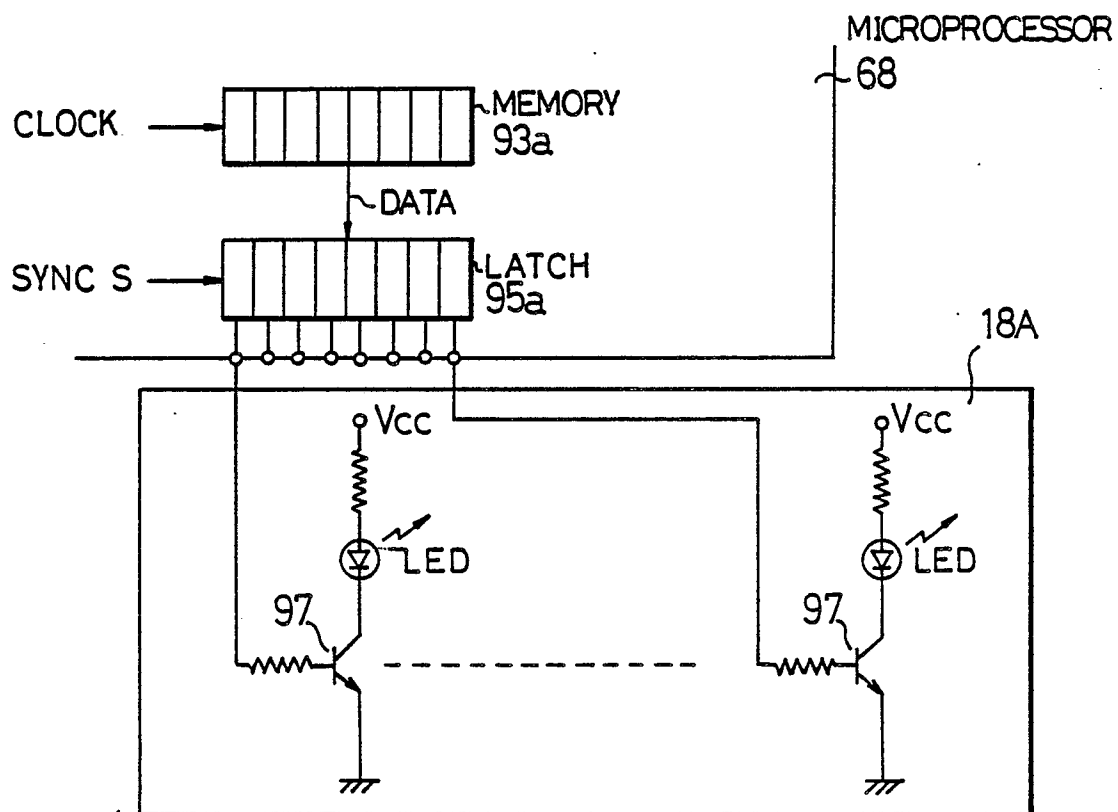 MICROPROCESSOR
68
CLOCK
MEMORY
93a
DATA
SYNC S
LATCH
95a
18A
Vcc
Vcc
LED
LED
97
97